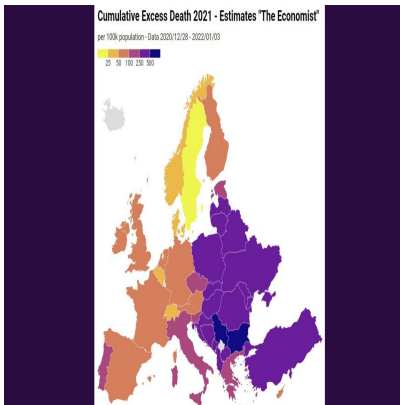 Cumulative Excess Death 2021 - Estimates "The Economist"
per 100k population - Data 2020/12/28 - 2022/01/03
25 50 100 250 500